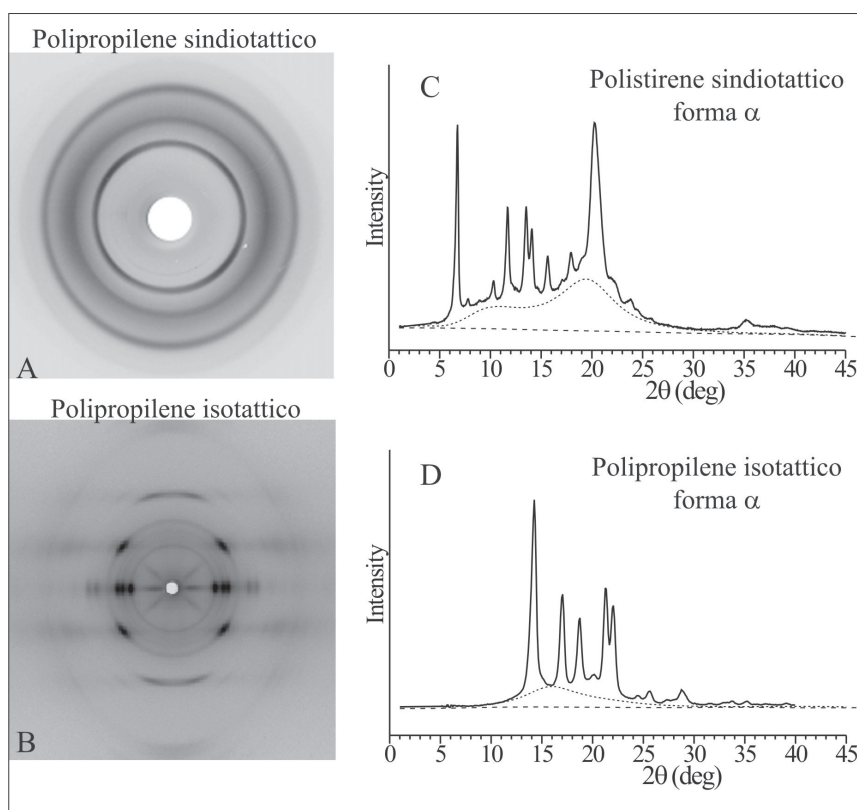 Polipropilene sindiotattico
A
Polipropilene isotattico
B
C
Polistirene sindiotattico
forma α
Intensity
0 5 10 15 20 25 30 35 40 45
2θ (deg)
D
Polipropilene isotattico
forma α
Intensity
0 5 10 15 20 25 30 35 40 45
2θ (deg)